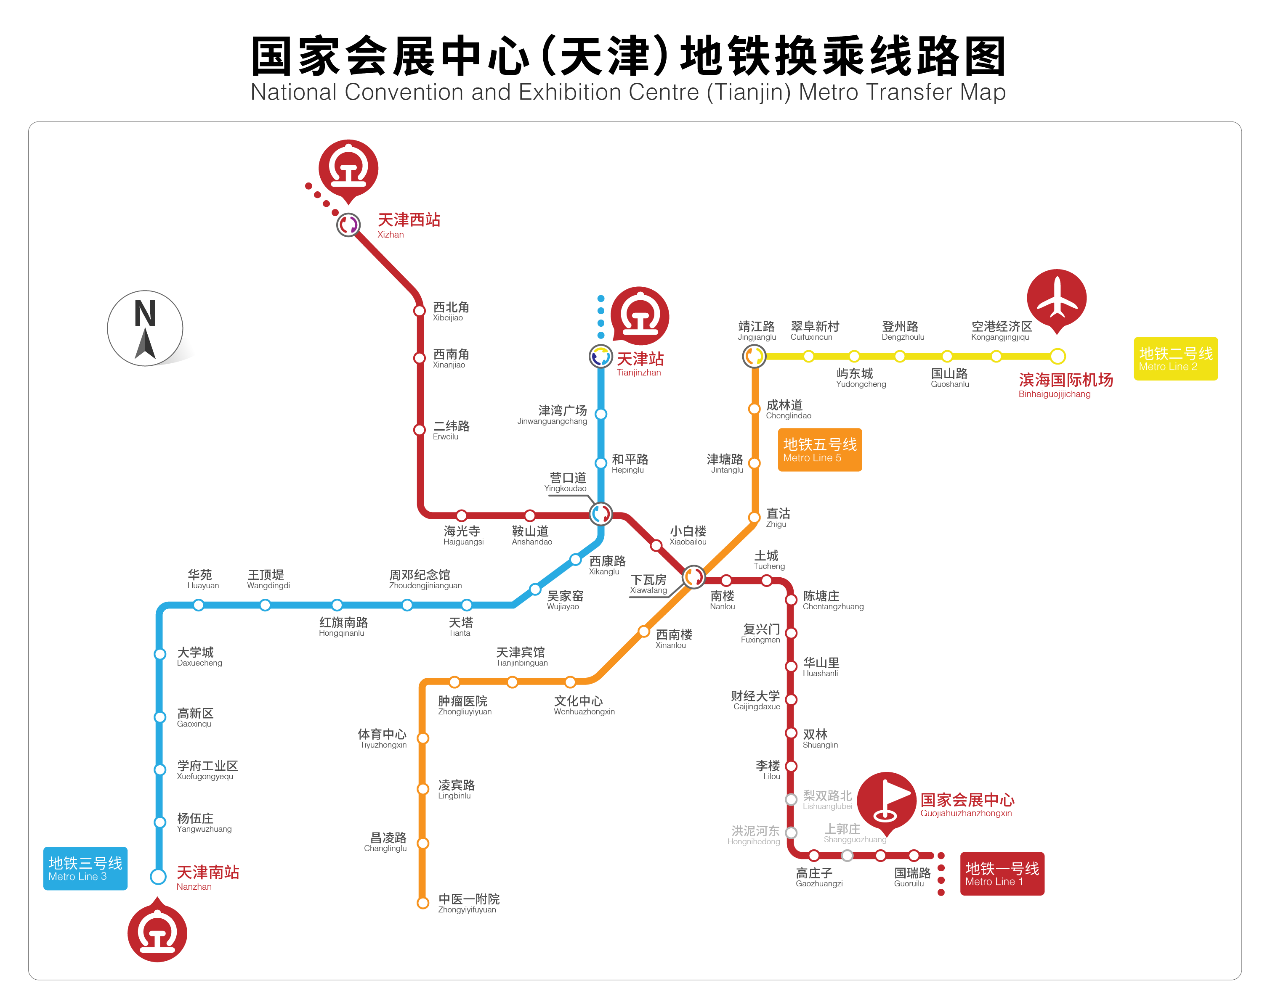 国家会展中心(天津)地铁换乘线路图
National Convention and Exhibition Centre (Tianjin) Metro Transfer Map
天津西站
Xizhan
N
西北角
Xibeijiao
西南角
Xinanjiao
二纬路
Erweilu
海光寺
Haiguangsi
鞍山道
Anshandao
天津站
Tianjinzhan
津湾广场
Jinwanguangchang
和平路
Hepinglu
营口道
Yingkoudao
靖江路
Jingjianglu
翠阜新村
Cuifuxincun
屿东城
Yudongcheng
登州路
Dengzhoulu
国山路
Guoshanlu
空港经济区
Kongangjingjiqu
滨海国际机场
Binhaiguojijichang
地铁二号线
Metro Line 2
成林道
Chenglindao
地铁五号线
Metro Line 5
津塘路
Jintanglu
直沽
Zhigu
小白楼
Xiaobailou
下瓦房
Xiawafang
南楼
Nanlou
土城
Tucheng
陈塘庄
Chentangzhuang
复兴门
Fuxingmen
华山里
Huashanli
财经大学
Caijingdaxue
双林
Shuanglin
李楼
Lilou
梨双路北
Lishuanglubei
洪泥河东
Hongnihedong
上郭庄
Shangguozhuang
国家会展中心
Guojiahuizhanzhongxin
高庄子
Gaozhuangzi
国瑞路
Guoruilu
地铁一号线
Metro Line 1
西康路
Xikanglu
吴家窑
Wujiayao
天塔
Tianta
周邓纪念馆
Zhoudengjinianguan
红旗南路
Hongqinanlu
王顶堤
Wangdingdi
华苑
Huayuan
大学城
Daxuecheng
高新区
Gaoxinqu
学府工业区
Xuefugongyequ
杨伍庄
Yangwuzhuang
天津南站
Nanzhan
地铁三号线
Metro Line 3
西南楼
Xinanlou
文化中心
Wenhuazhongxin
天津宾馆
Tianjinbinguan
肿瘤医院
Zhongliuyiyuan
体育中心
Tiyuzhongxin
凌宾路
Lingbinlu
昌凌路
Changlinglu
中医一附院
Zhongyiyifuyuan